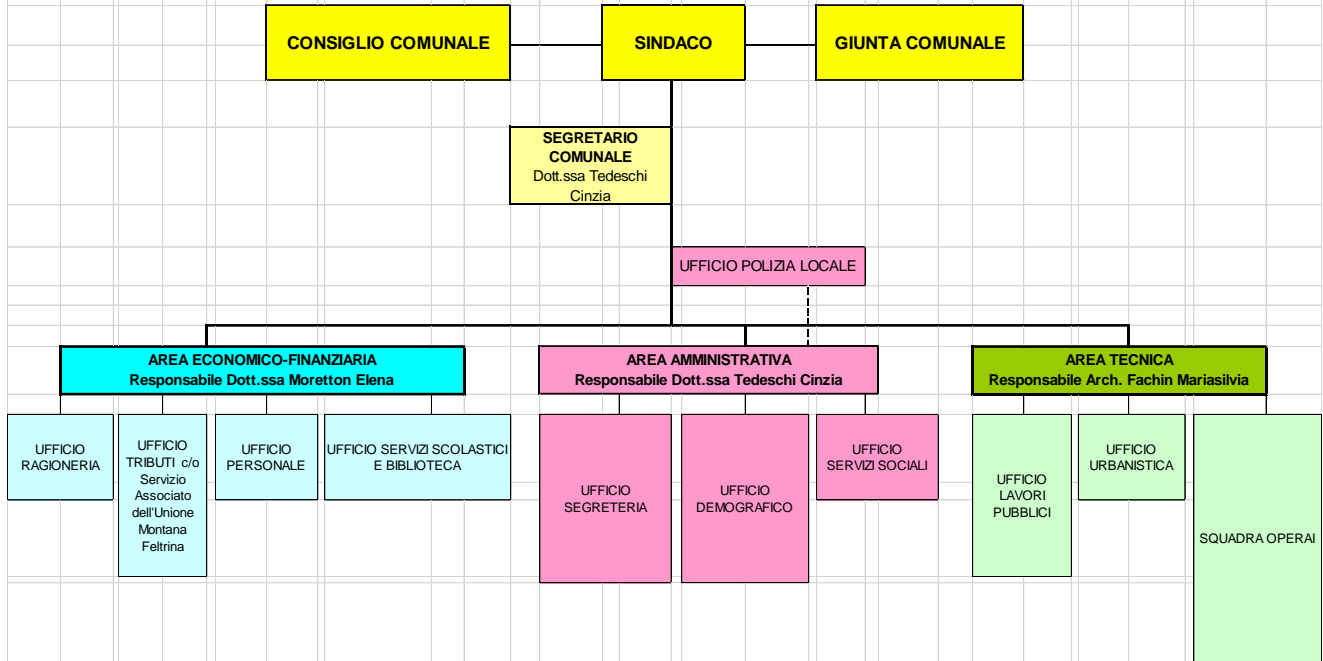 CONSIGLIO COMUNALE
SINDACO
GIUNTA COMUNALE
SEGRETARIO
COMUNALE
Dott.ssa Tedeschi
Cinzia
UFFICIO POLIZIA LOCALE
AREA ECONOMICO-FINANZIARIA
Responsabile Dott.ssa Moretton Elena
AREA AMMINISTRATIVA
Responsabile Dott.ssa Tedeschi Cinzia
AREA TECNICA
Responsabile Arch. Fachin Mariasilvia
UFFICIO
RAGIONERIA
UFFICIO
TRIBUTI c/o
Servizio
Associato
dell'Unione
Montana
Feltrina
UFFICIO
PERSONALE
UFFICIO SERVIZI SCOLASTICI
E BIBLIOTECA
UFFICIO
SEGRETERIA
UFFICIO
DEMOGRAFICO
UFFICIO
SERVIZI SOCIALI
UFFICIO
LAVORI
PUBBLICI
UFFICIO
URBANISTICA
SQUADRA OPERAI